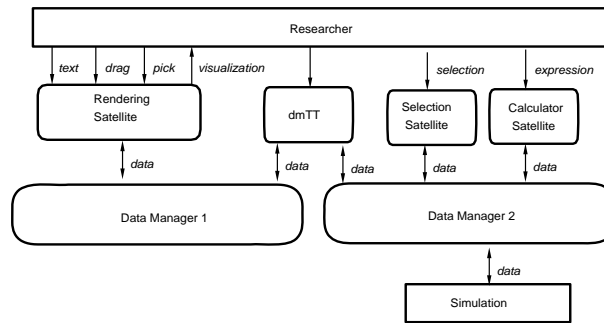 Researcher
text
drag
pick
visualization
selection
expression
Rendering
Satellite
dmTT
Selection
Satellite
Calculator
Satellite
data
data
data
data
data
Data Manager 1
Data Manager 2
data
Simulation